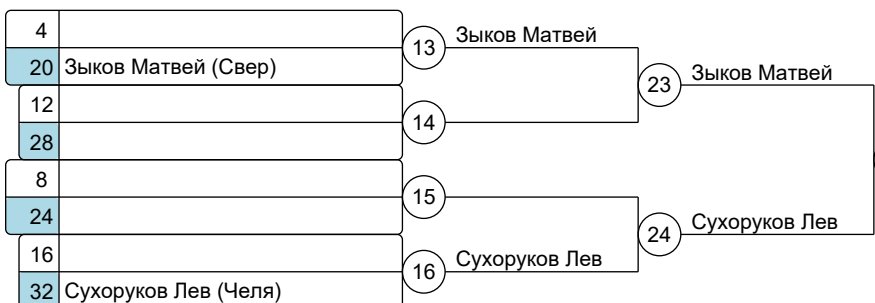 4
13 Зыков Матвей
20 Зыков Матвей (Свер)
23 Зыков Матвей
12
14
28
8
15
24
24 Сухоруков Лев
16
16 Сухоруков Лев
32 Сухоруков Лев (Челя)